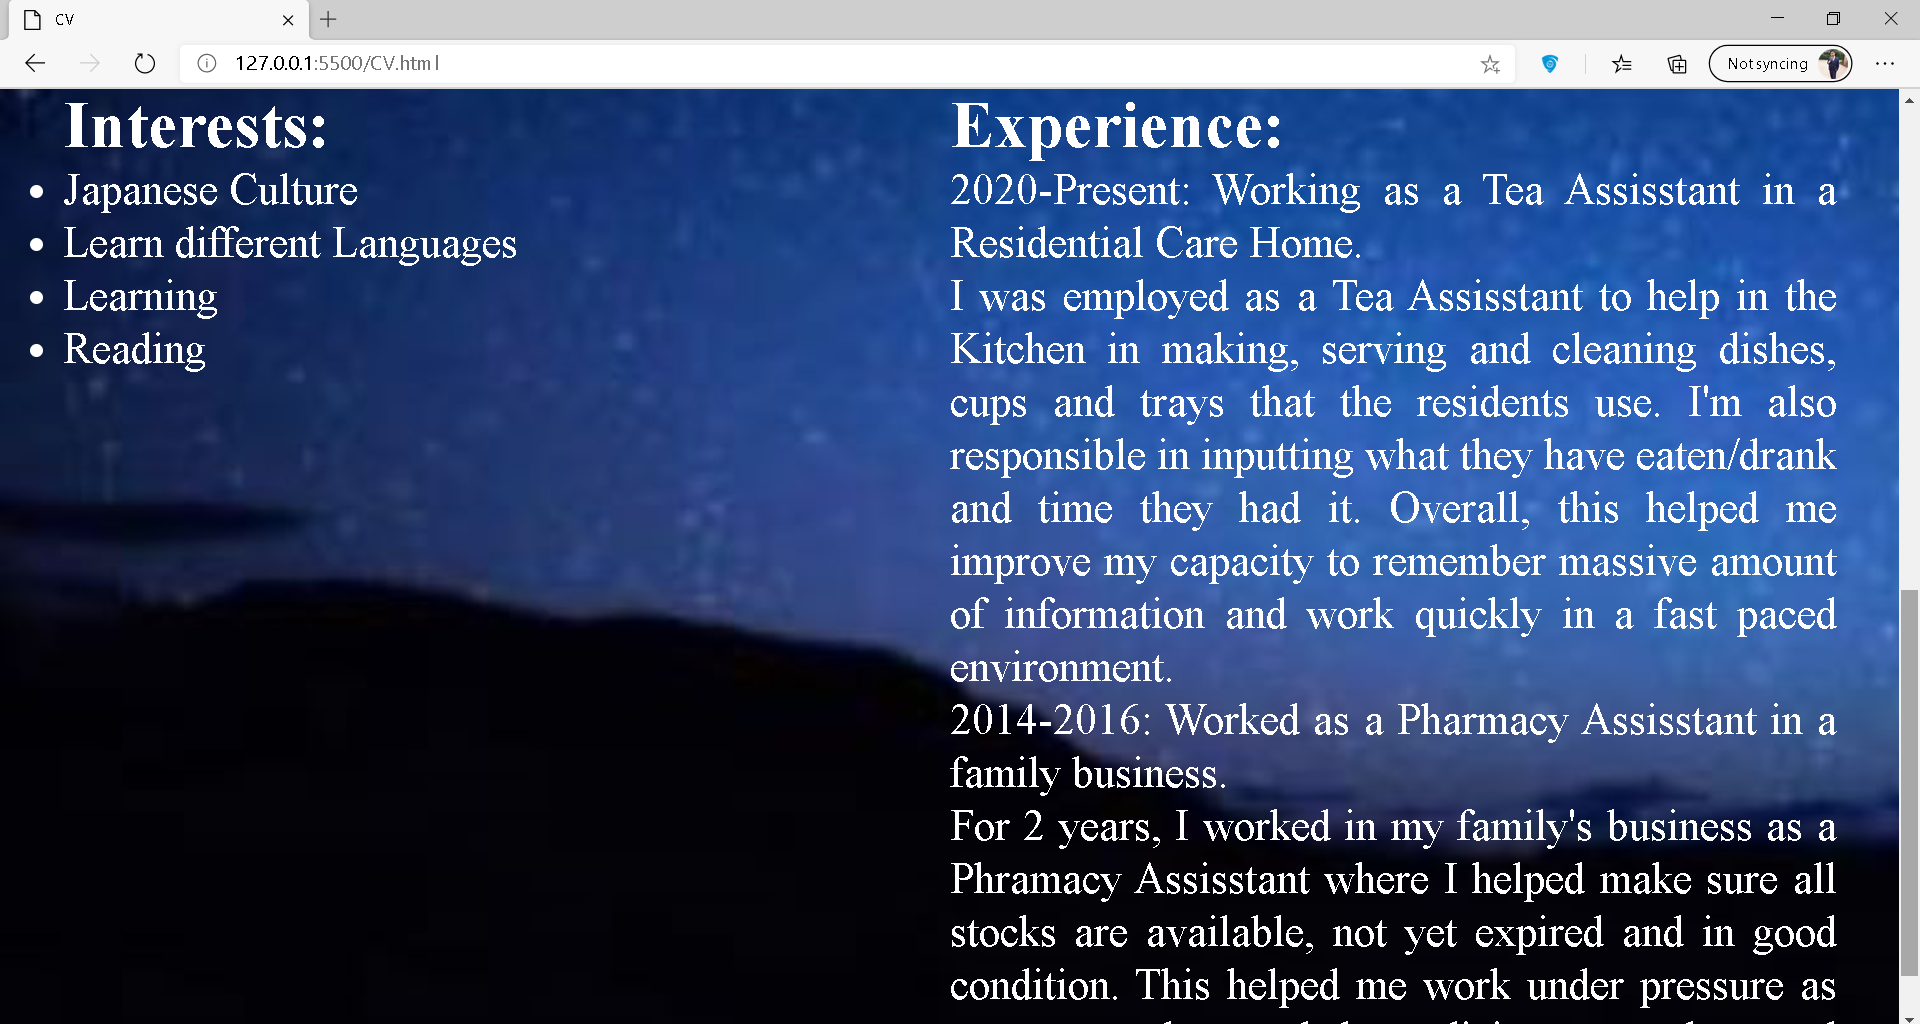 CV
127.0.0.1:5500/CV.html
Not syncing
Interests:
Japanese Culture
Learn different Languages
Learning
Reading
Experience:
2020-Present: Working as a Tea Assisstant in a
Residential Care Home.
I was employed as a Tea Assisstant to help in the
Kitchen in making, serving and cleaning dishes,
cups and trays that the residents use. I'm also
responsible in inputting what they have eaten/drank
and time they had it. Overall, this helped me
improve my capacity to remember massive amount
of information and work quickly in a fast paced
environment.
2014-2016: Worked as a Pharmacy Assisstant in a
family business.
For 2 years, I worked in my family's business as a
Phramacy Assisstant where I helped make sure all
stocks are available, not yet expired and in good
condition. This helped me work under pressure as